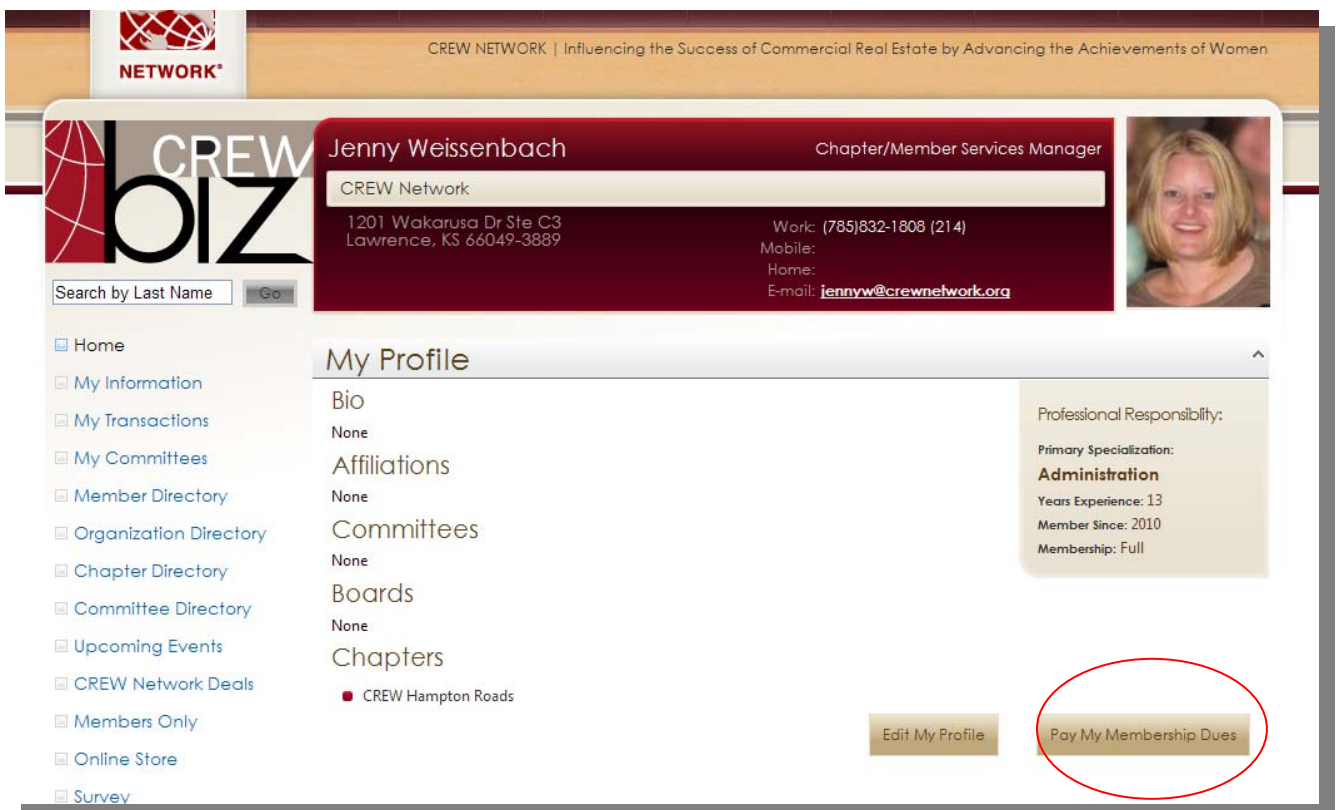 NETWORK®
CREW NETWORK | Influencing the Success of Commercial Real Estate by Advancing the Achievements of Women
CREW
biz
Jenny Weissenbach
Chapter/Member Services Manager
CREW Network
1201 Wakarusa Dr Ste C3
Lawrence, KS 66049-3889
Work: (785)832-1808 (214)
Mobile:
Home:
E-mail: jennyw@crewnetwork.org
Search by Last Name
Go
Home
My Information
My Transactions
My Committees
Member Directory
Organization Directory
Chapter Directory
Committee Directory
Upcoming Events
CREW Network Deals
Members Only
Online Store
Survey
My Profile
Bio
None
Affiliations
None
Committees
None
Boards
None
Chapters
CREW Hampton Roads
Professional Responsiblity:
Primary Specialization:
Administration
Years Experience: 13
Member Since: 2010
Membership: Full
Edit My Profile
Pay My Membership Dues